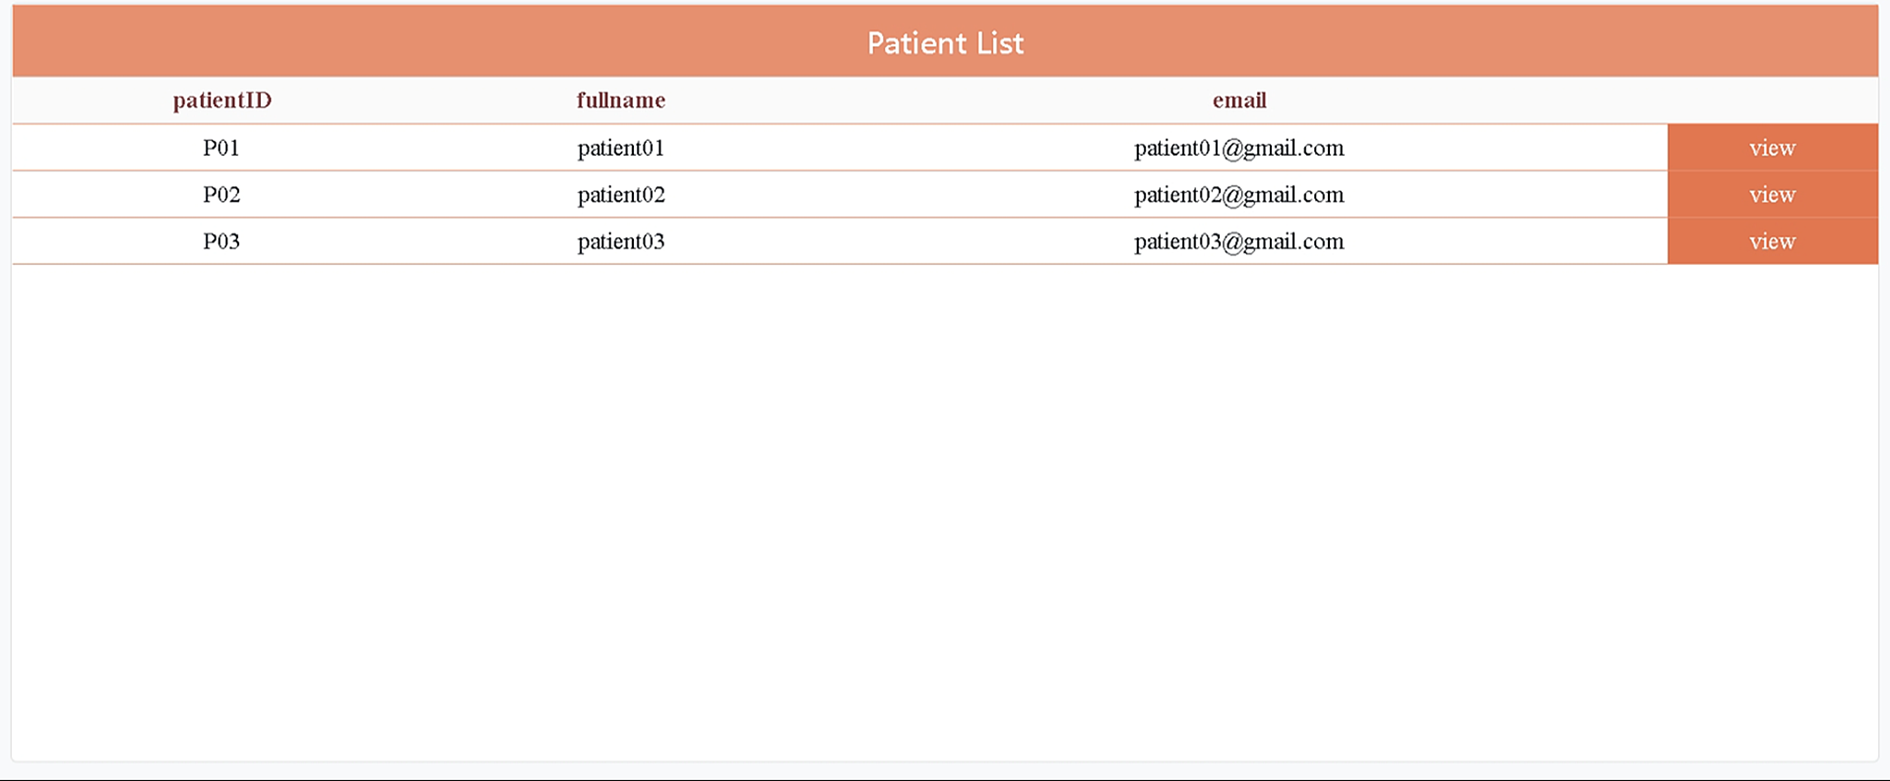 Patient List
patientID fullname email
P01 patient01 patient01@gmail.com view
P02 patient02 patient02@gmail.com view
P03 patient03 patient03@gmail.com view